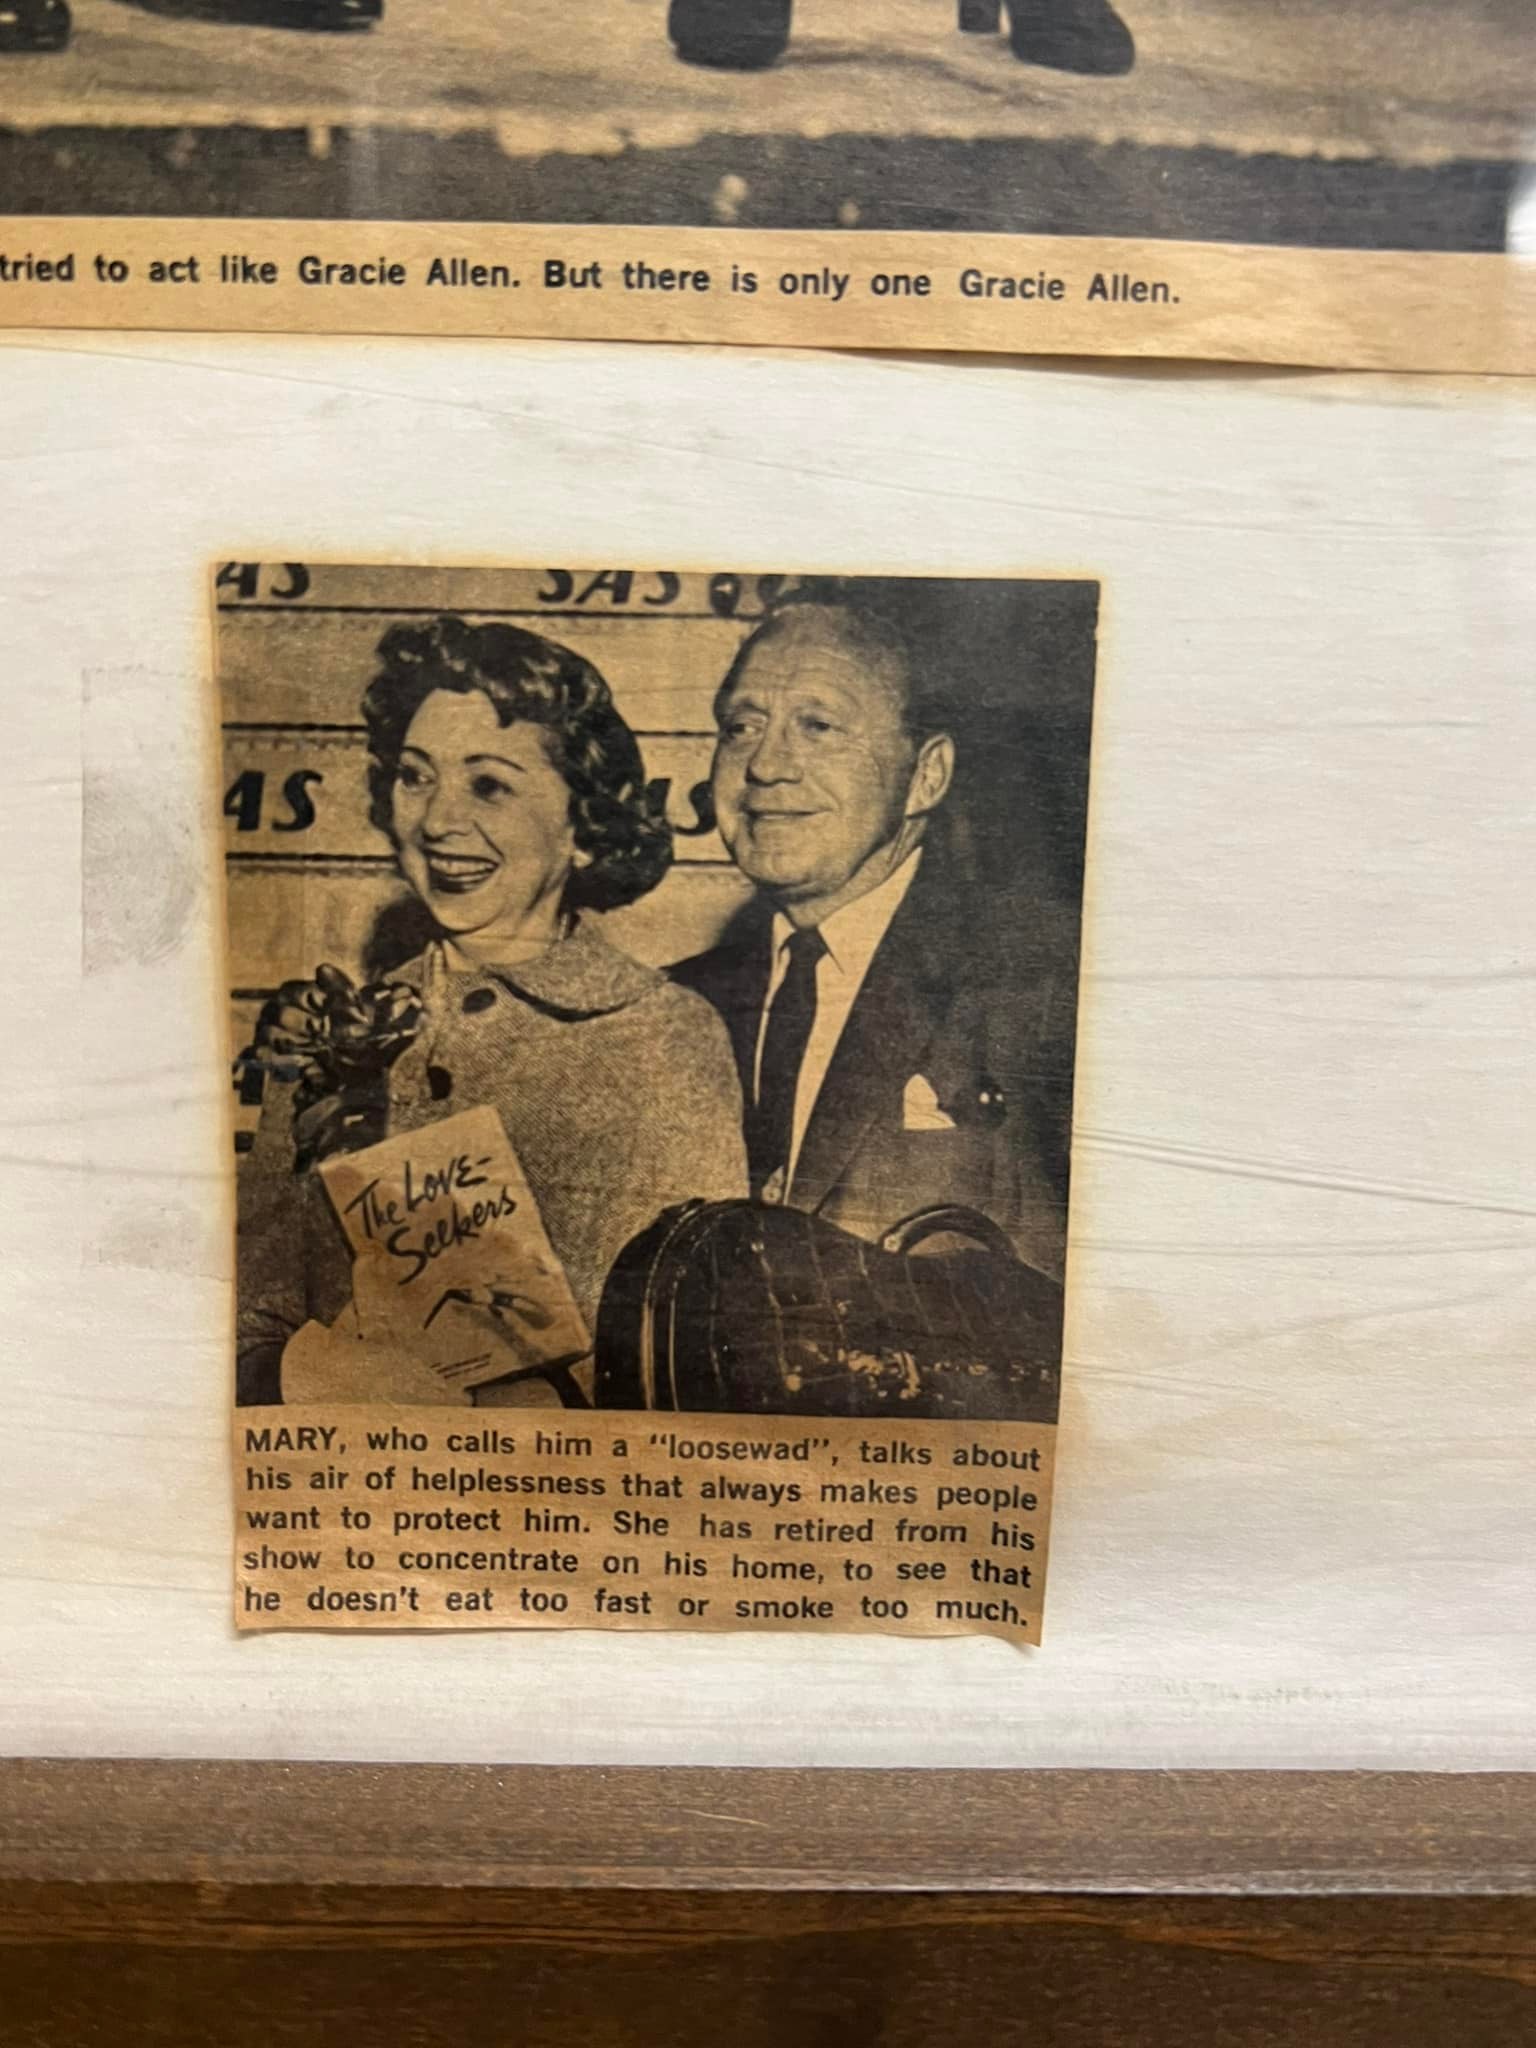 tried to act like Gracie Allen. But there is only one Gracie Allen.
AS SAS
AS AS
The Love-
Seekers
MARY, who calls him a “loosewad”, talks about
his air of helplessness that always makes people
want to protect him. She has retired from his
show to concentrate on his home, to see that
he doesn't eat too fast or smoke too much.